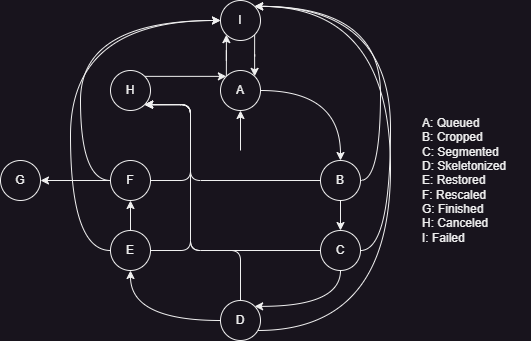 I
H
A
G
F
B
E
C
D
A: Queued
B: Cropped
C: Segmented
D: Skeletonized
E: Restored
F: Rescaled
G: Finished
H: Canceled
I: Failed